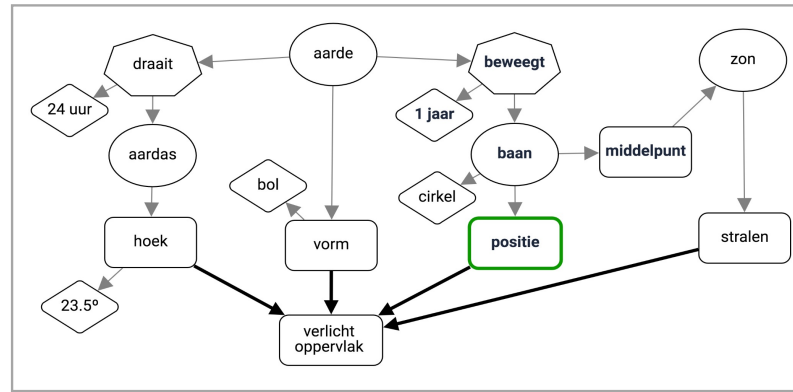 aarde
draait
beweegt
zon
24 uur
1 jaar
aardas
baan
middelpunt
bol
cirkel
hoek
vorm
positie
stralen
23.5º
verlicht
oppervlak